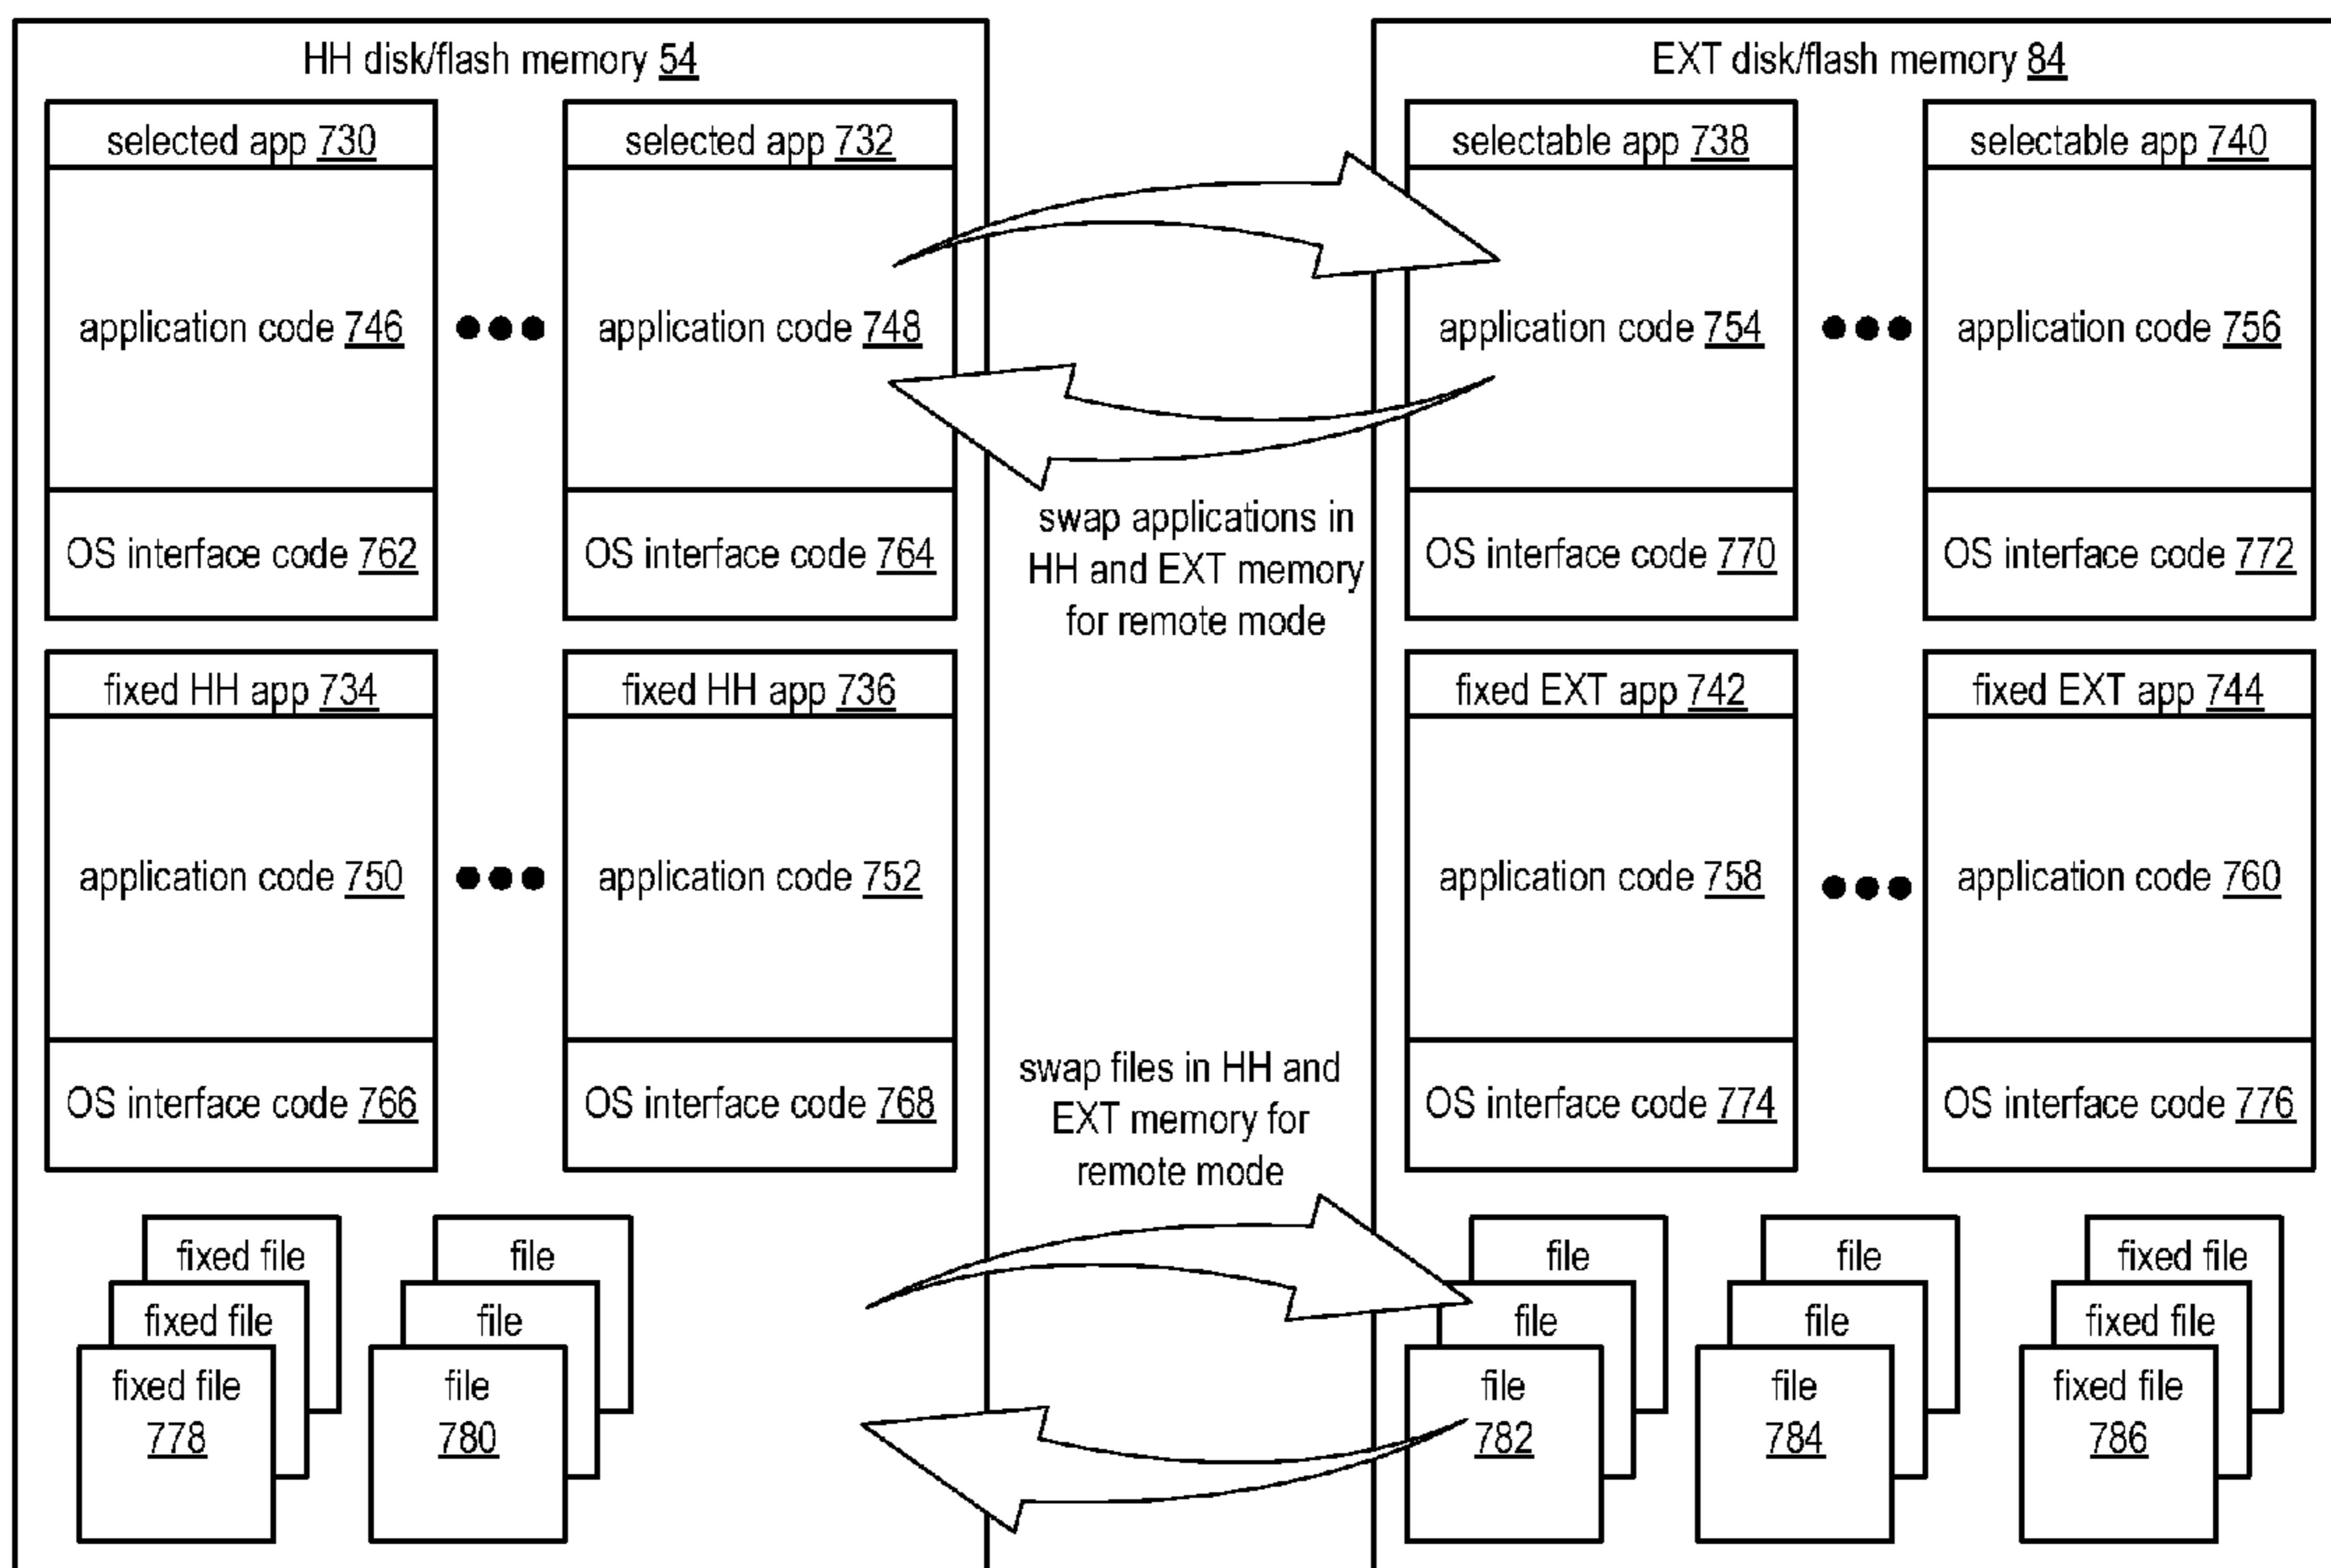 HH disk/flash memory 54
selected app 730
application code 746
OS interface code 762
selected app 732
application code 748
OS interface code 764
fixed HH app 734
application code 750
OS interface code 766
fixed HH app 736
application code 752
OS interface code 768
fixed file
fixed file
fixed file
778
file
file
file
780
swap applications in
HH and EXT memory
for remote mode
swap files in HH and
EXT memory for
remote mode
EXT disk/flash memory 84
selectable app 738
application code 754
OS interface code 770
selectable app 740
application code 756
OS interface code 772
fixed EXT app 742
application code 758
OS interface code 774
fixed EXT app 744
application code 760
OS interface code 776
file
file
file
782
file
file
file
784
fixed file
fixed file
fixed file
786